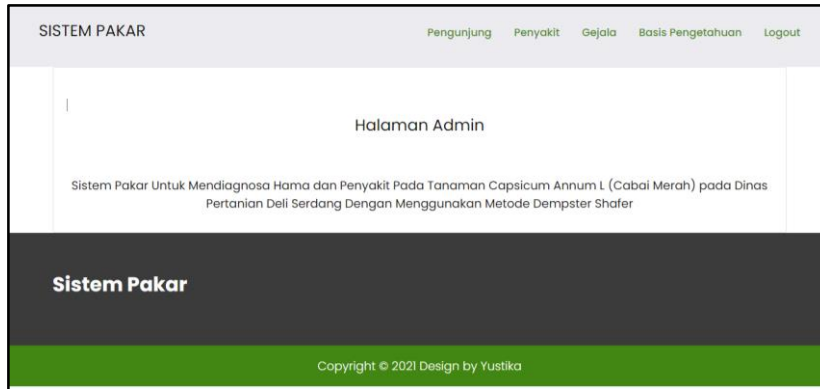 SISTEM PAKAR
Pengunjung Penyakit Gejala Basis Pengetahuan Logout
Halaman Admin
Sistem Pakar Untuk Mendiagnosa Hama dan Penyakit Pada Tanaman Capsicum Annum L (Cabai Merah) pada Dinas
Pertanian Deli Serdang Dengan Menggunakan Metode Dempster Shafer
Sistem Pakar
Copyright © 2021 Design by Yustika